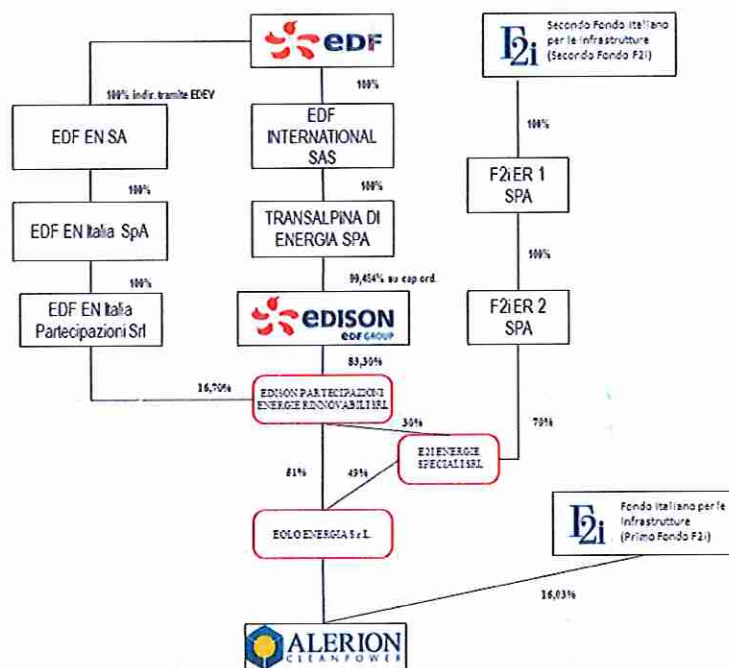 eDF
F2i
Secondo Fondo Italiano
per le Infrastrutture
(Secondo Fondo F2i)
100% indir. tramite EDEV
100%
100%
EDF EN SA
EDF
INTERNATIONAL
SAS
F2i ER 1
SPA
100%
100%
100%
EDF EN Italia SpA
TRANSALPINA DI
ENERGIA SPA
100%
99,484% su cap.ord.
EDF EN Italia
Partecipazioni Srl
eDISON
eDF GROUP
F2i ER 2
SPA
83,30%
16,70%
EDISON PARTECIPAZIONI
ENERGIE RINNOVABILI SRL
30%
70%
E2I ENERGIE
SPECIALI SRL
51%
49%
EOLO ENERGIA S.r.l.
F2i
Fondo Italiano per le
Infrastrutture
(Primo Fondo F2i)
16,03%
ALERION
CLEANPOWER